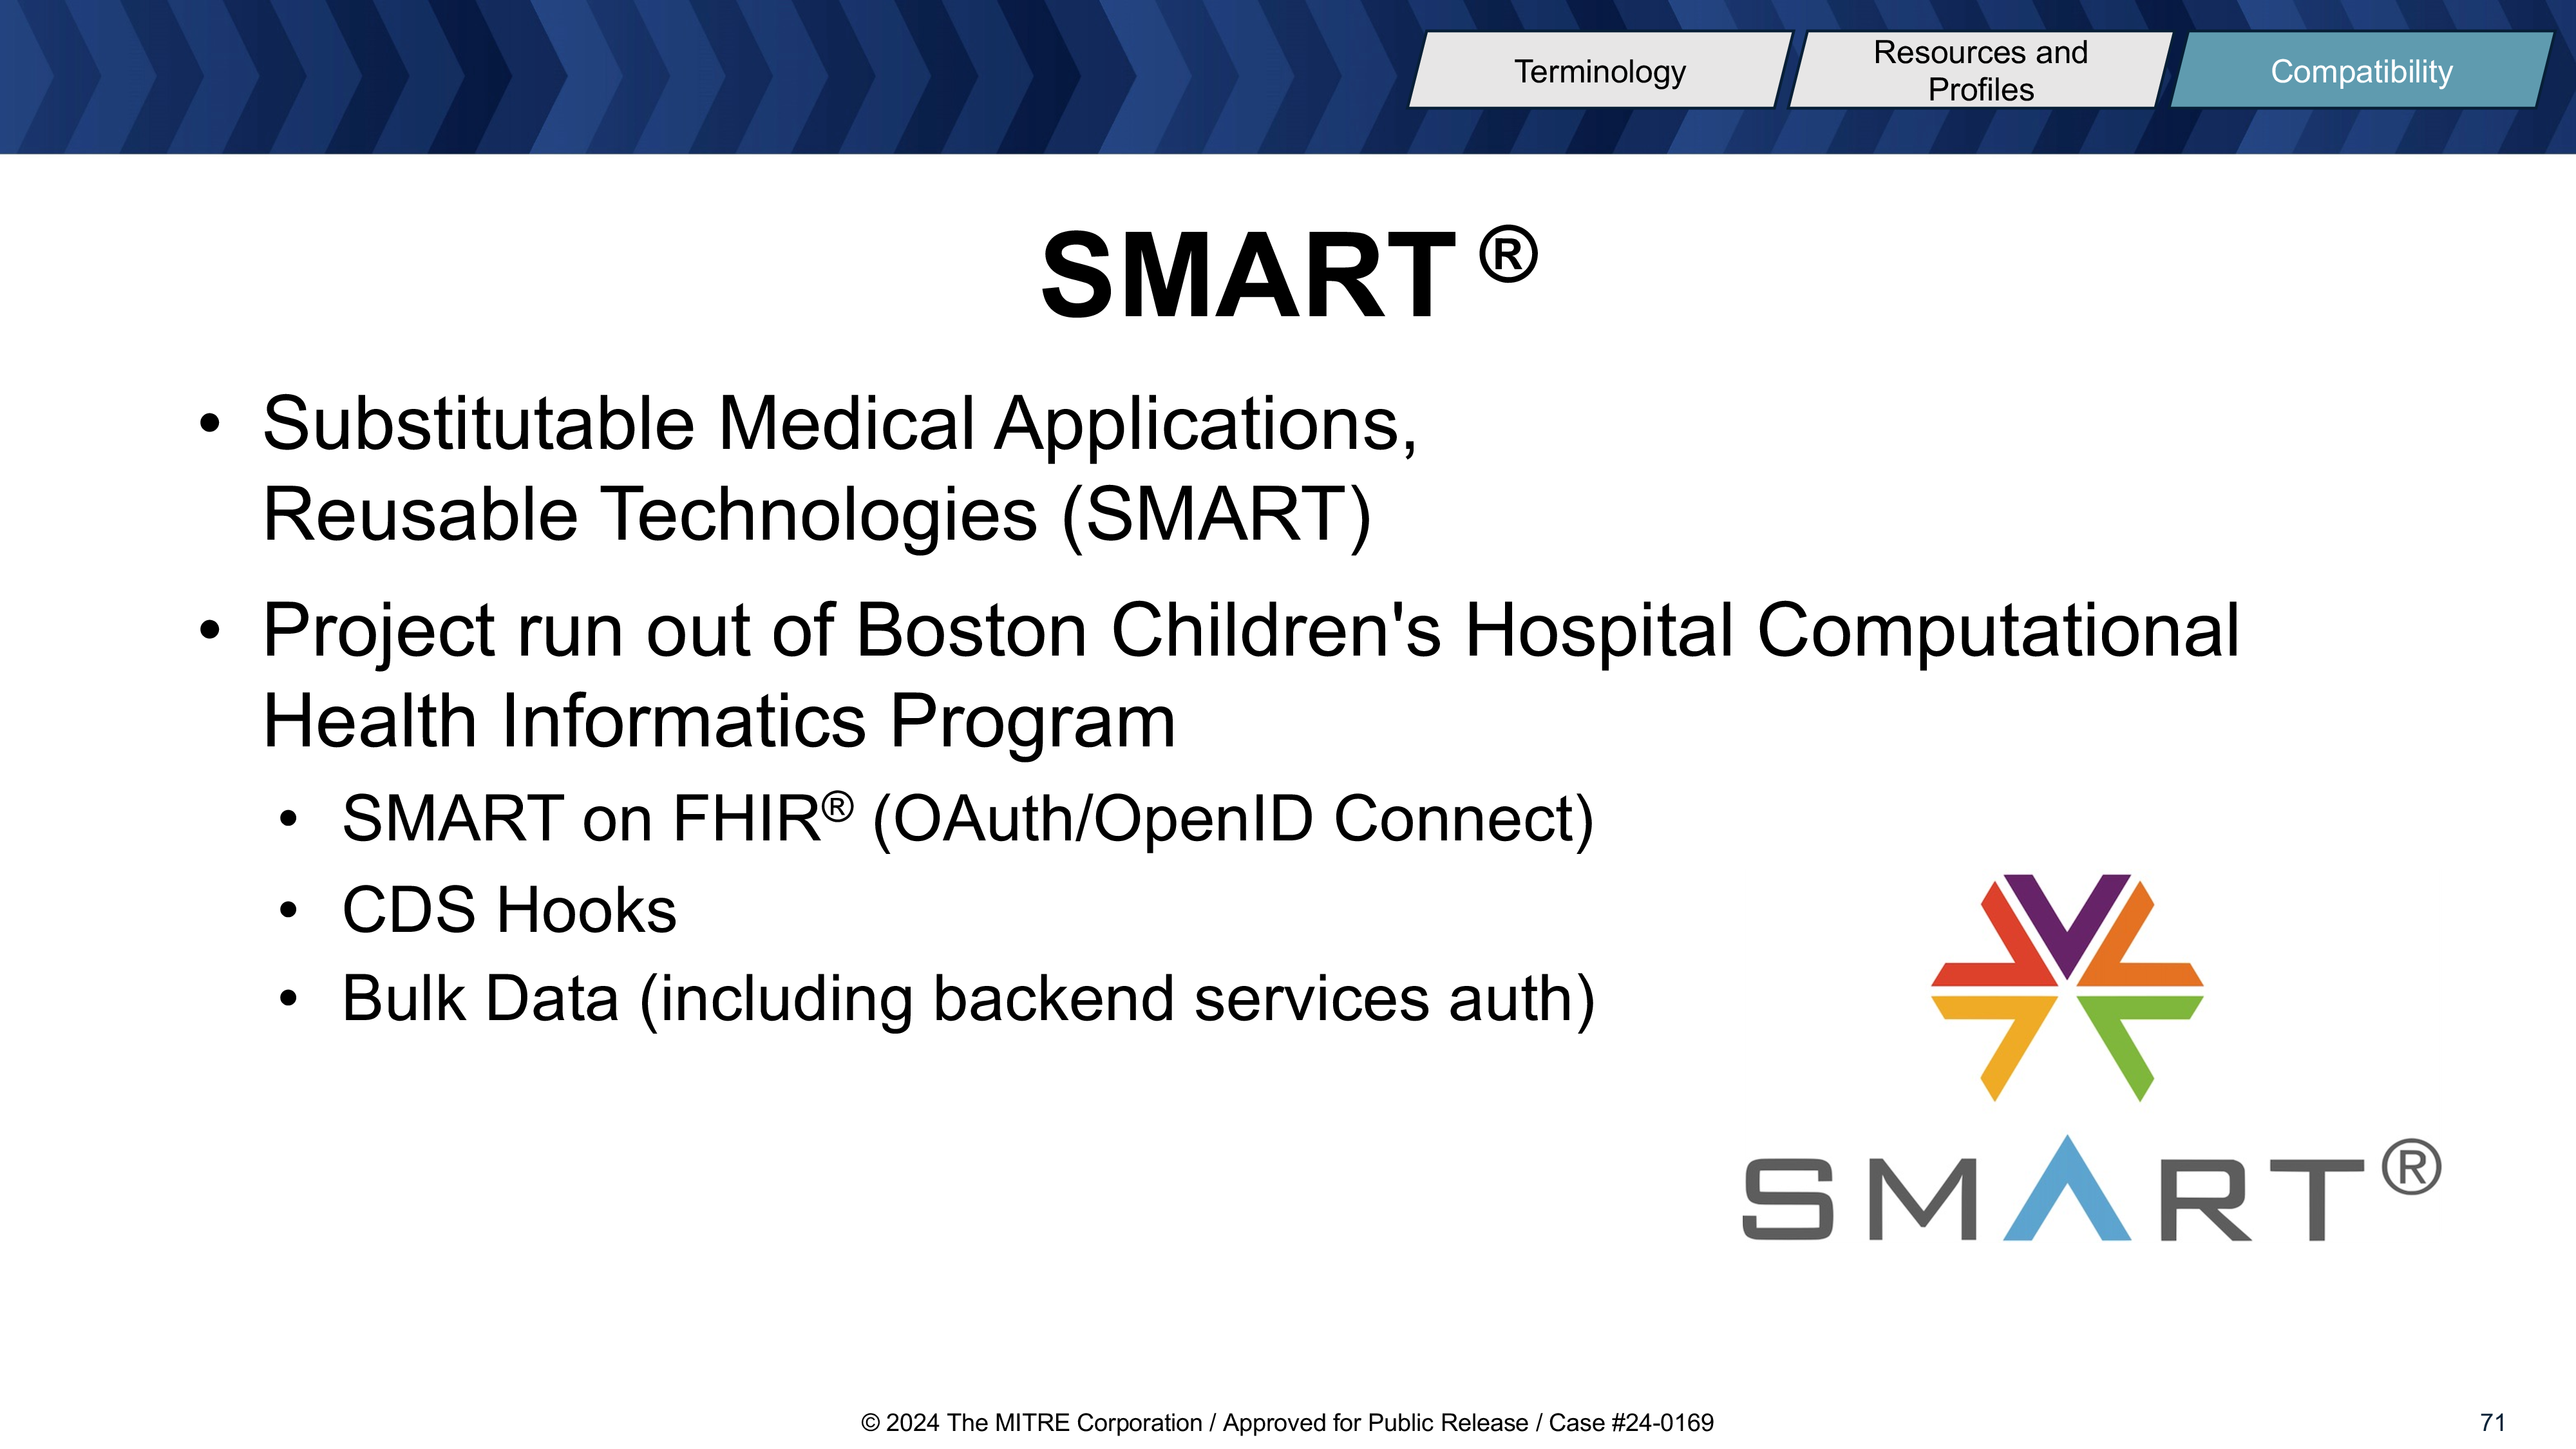 Terminology
Resources and
Profiles
Compatibility
SMART ®
• Substitutable Medical Applications,
Reusable Technologies (SMART)
• Project run out of Boston Children's Hospital Computational
Health Informatics Program
• SMART on FHIR® (OAuth/OpenID Connect)
• CDS Hooks
• Bulk Data (including backend services auth)
SMART®
© 2024 The MITRE Corporation / Approved for Public Release / Case #24-0169
71